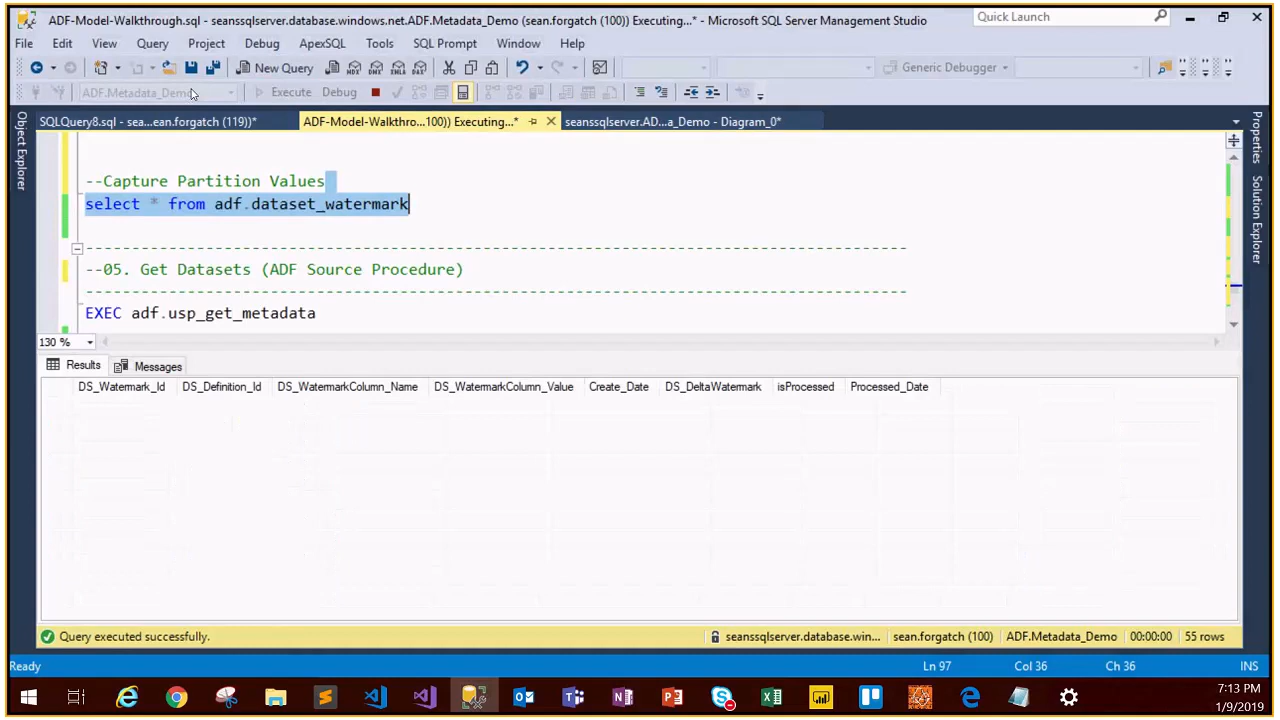 ADF-Model-Walkthrough.sql - seanssqlserver.database.windows.net.ADF.Metadata_Demo (sean.forgatch (100)) Executing...* - Microsoft SQL Server Management Studio
Quick Launch
File Edit View Query Project Debug ApexSQL Tools SQL Prompt Window Help
New Query MDX DMX XMLA DAX Generic Debugger
ADF.Metadata_Demo Execute Debug
SQLQuery8.sql - sea...ean.forgatch (119))* ADF-Model-Walkthro...100)) Executing...* seanssqlserver.AD...a_Demo - Diagram_0*
Object Explorer
Properties
Solution Explorer
--Capture Partition Values
select * from adf.dataset_watermark
-----------------------------------------------------------------------------------------
--05. Get Datasets (ADF Source Procedure)
-----------------------------------------------------------------------------------------
EXEC adf.usp_get_metadata
130 %
Results Messages
DS_Watermark_Id DS_Definition_Id DS_WatermarkColumn_Name DS_WatermarkColumn_Value Create_Date DS_DeltaWatermark isProcessed Processed_Date
Query executed successfully. seanssqlserver.database.win... sean.forgatch (100) ADF.Metadata_Demo 00:00:00 55 rows
Ready Ln 97 Col 36 Ch 36 INS
7:13 PM
1/9/2019